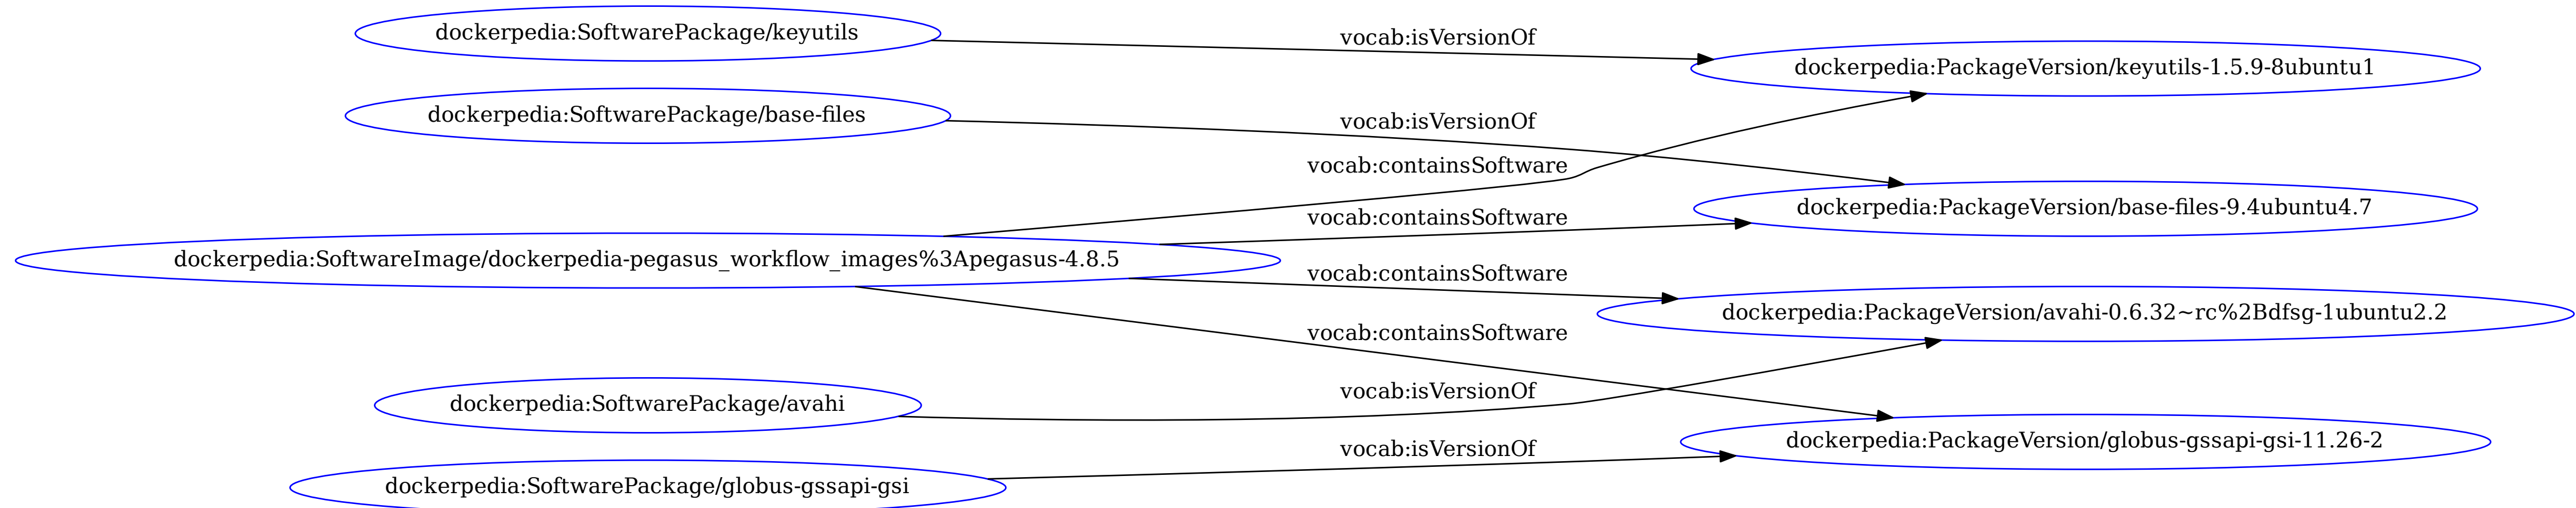 dockerpedia:SoftwarePackage/keyutils
vocab:isVersionOf
dockerpedia:PackageVersion/keyutils-1.5.9-8ubuntu1
dockerpedia:SoftwarePackage/base-files
vocab:isVersionOf
vocab:containsSoftware
dockerpedia:PackageVersion/base-files-9.4ubuntu4.7
vocab:containsSoftware
dockerpedia:SoftwareImage/dockerpedia-pegasus_workflow_images%3Apegasus-4.8.5
vocab:containsSoftware
dockerpedia:PackageVersion/avahi-0.6.32~rc%2Bdfsg-1ubuntu2.2
vocab:containsSoftware
dockerpedia:SoftwarePackage/avahi
vocab:isVersionOf
dockerpedia:PackageVersion/globus-gssapi-gsi-11.26-2
vocab:isVersionOf
dockerpedia:SoftwarePackage/globus-gssapi-gsi